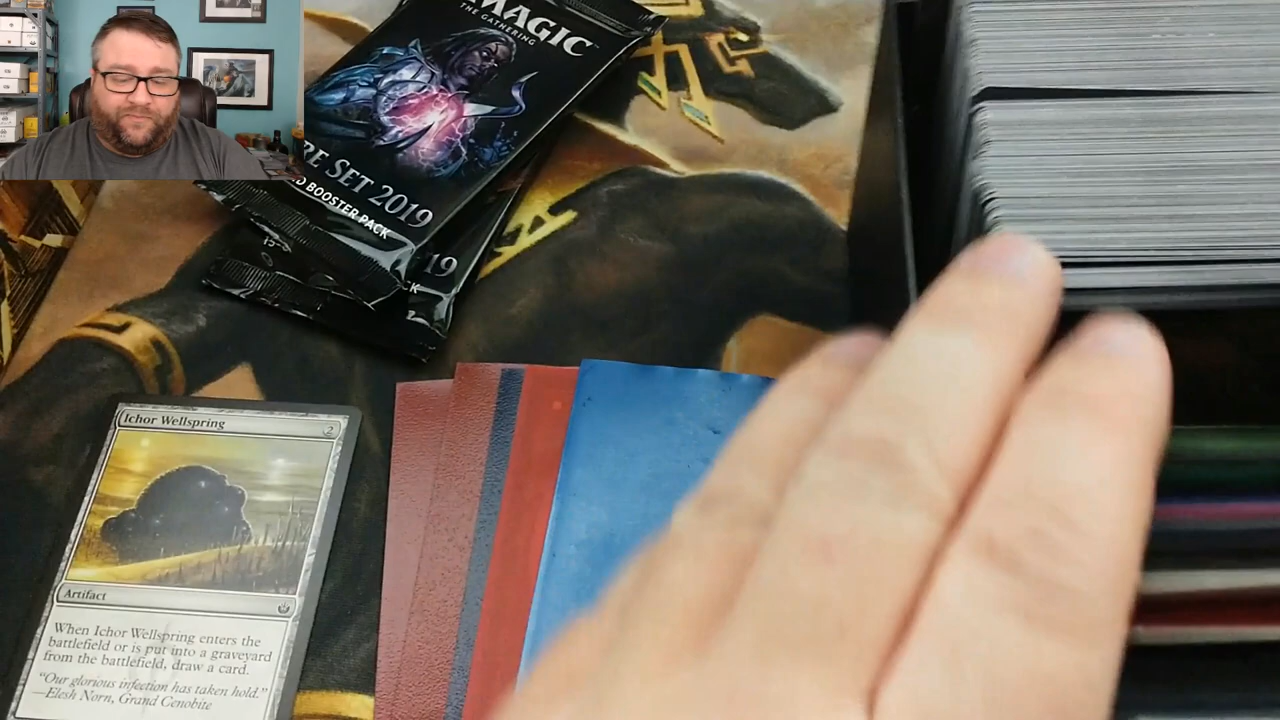 MAGIC
THE GATHERING
RE SET 2019
BOOSTER PACK
15
19
CK
Ichor Wellspring 2
Artifact
When Ichor Wellspring enters the
battlefield or is put into a graveyard
from the battlefield, draw a card.
"Our glorious infection has taken hold."
—Elesh Norn, Grand Cenobite